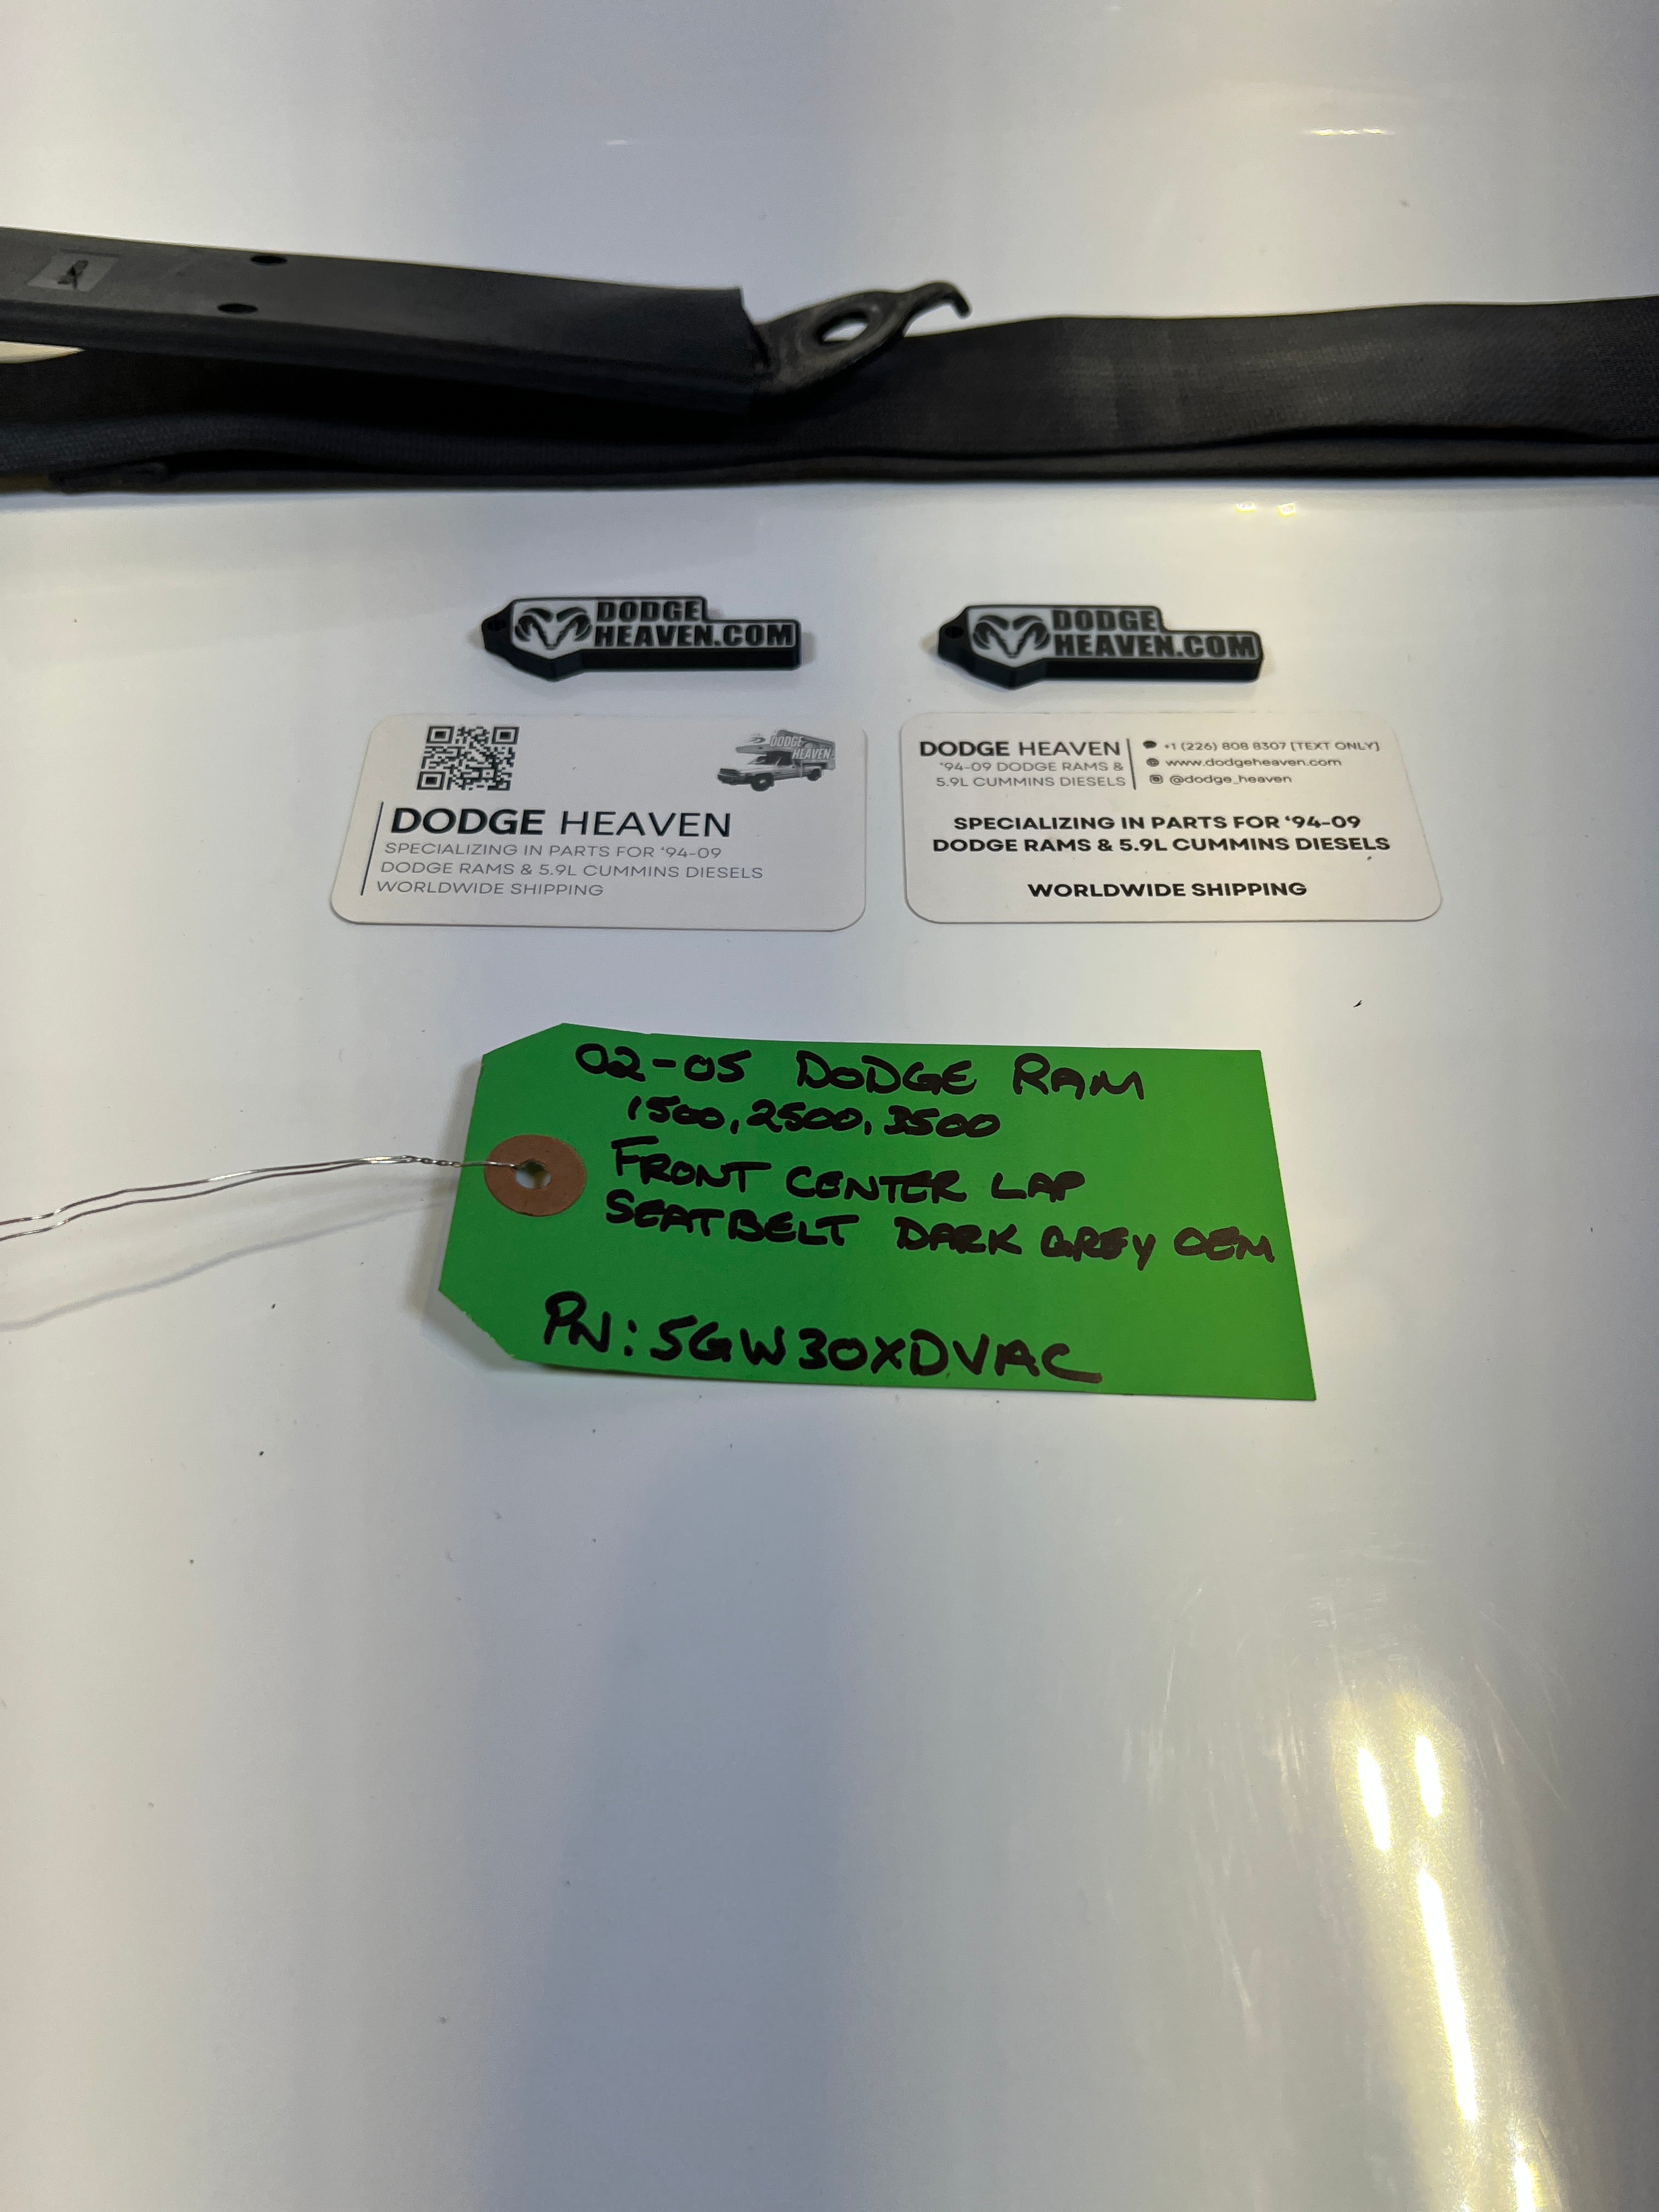 DODGE
HEAVEN.COM
DODGE
HEAVEN.COM
DODGE
HEAVEN
DODGE HEAVEN
SPECIALIZING IN PARTS FOR '94-09
DODGE RAMS & 5.9L CUMMINS DIESELS
WORLDWIDE SHIPPING
DODGE HEAVEN
'94-09 DODGE RAMS &
5.9L CUMMINS DIESELS
+1 (226) 808 8307 [TEXT ONLY]
www.dodgeheaven.com
@dodge_heaven
SPECIALIZING IN PARTS FOR '94-09
DODGE RAMS & 5.9L CUMMINS DIESELS
WORLDWIDE SHIPPING
02-05 DODGE RAM
1500, 2500, 3500
FRONT CENTER LAP
SEATBELT DARK GREY OEM
PN: 5GW30XDVAC